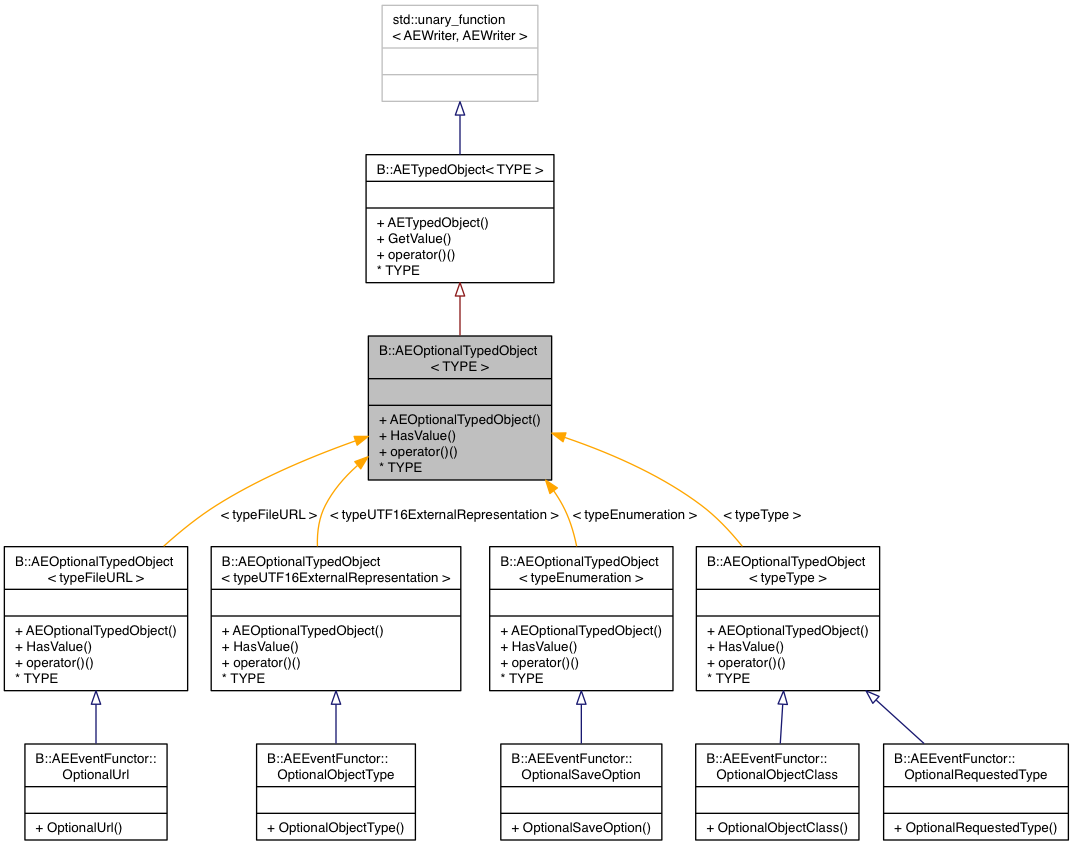 std::unary_function
< AEWriter, AEWriter >
B::AETypedObject< TYPE >
+ AETypedObject()
+ GetValue()
+ operator()()
* TYPE
B::AEOptionalTypedObject
< TYPE >
+ AEOptionalTypedObject()
+ HasValue()
+ operator()()
* TYPE
< typeFileURL >
< typeUTF16ExternalRepresentation >
< typeEnumeration >
< typeType >
B::AEOptionalTypedObject
< typeFileURL >
+ AEOptionalTypedObject()
+ HasValue()
+ operator()()
* TYPE
B::AEOptionalTypedObject
< typeUTF16ExternalRepresentation >
+ AEOptionalTypedObject()
+ HasValue()
+ operator()()
* TYPE
B::AEOptionalTypedObject
< typeEnumeration >
+ AEOptionalTypedObject()
+ HasValue()
+ operator()()
* TYPE
B::AEOptionalTypedObject
< typeType >
+ AEOptionalTypedObject()
+ HasValue()
+ operator()()
* TYPE
B::AEEventFunctor::
OptionalUrl
+ OptionalUrl()
B::AEEventFunctor::
OptionalObjectType
+ OptionalObjectType()
B::AEEventFunctor::
OptionalSaveOption
+ OptionalSaveOption()
B::AEEventFunctor::
OptionalObjectClass
+ OptionalObjectClass()
B::AEEventFunctor::
OptionalRequestedType
+ OptionalRequestedType()